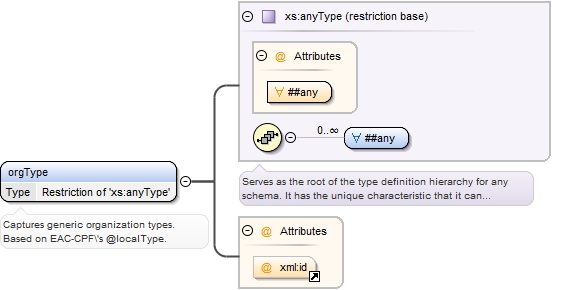 xs:anyType (restriction base)
@ Attributes
∀ ##any
0..∞
∀ ##any
orgType
Type Restriction of 'xs:anyType'
Serves as the root of the type definition hierarchy for any
schema. It has the unique characteristic that it can...
Captures generic organization types.
Based on EAC-CPF\'s @localType.
@ Attributes
@ xml:id